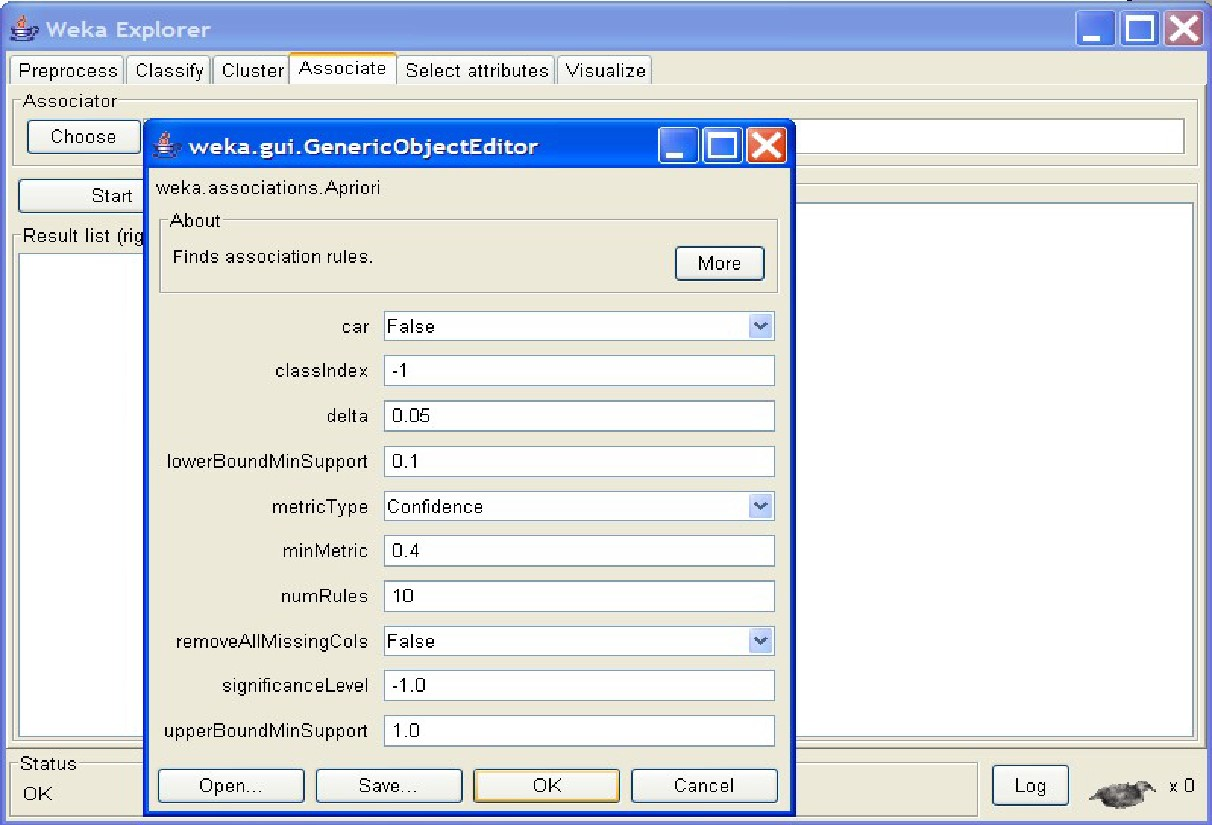 Weka Explorer
Preprocess Classify Cluster Associate Select attributes Visualize
Associator
Choose
weka.gui.GenericObjectEditor
Start
weka.associations.Apriori
About
Result list (rig
Finds association rules.
More
car False
classIndex -1
delta 0.05
lowerBoundMinSupport 0.1
metricType Confidence
minMetric 0.4
numRules 10
removeAllMissingCols False
significanceLevel -1.0
upperBoundMinSupport 1.0
Status
OK
Open... Save... OK Cancel
Log x 0